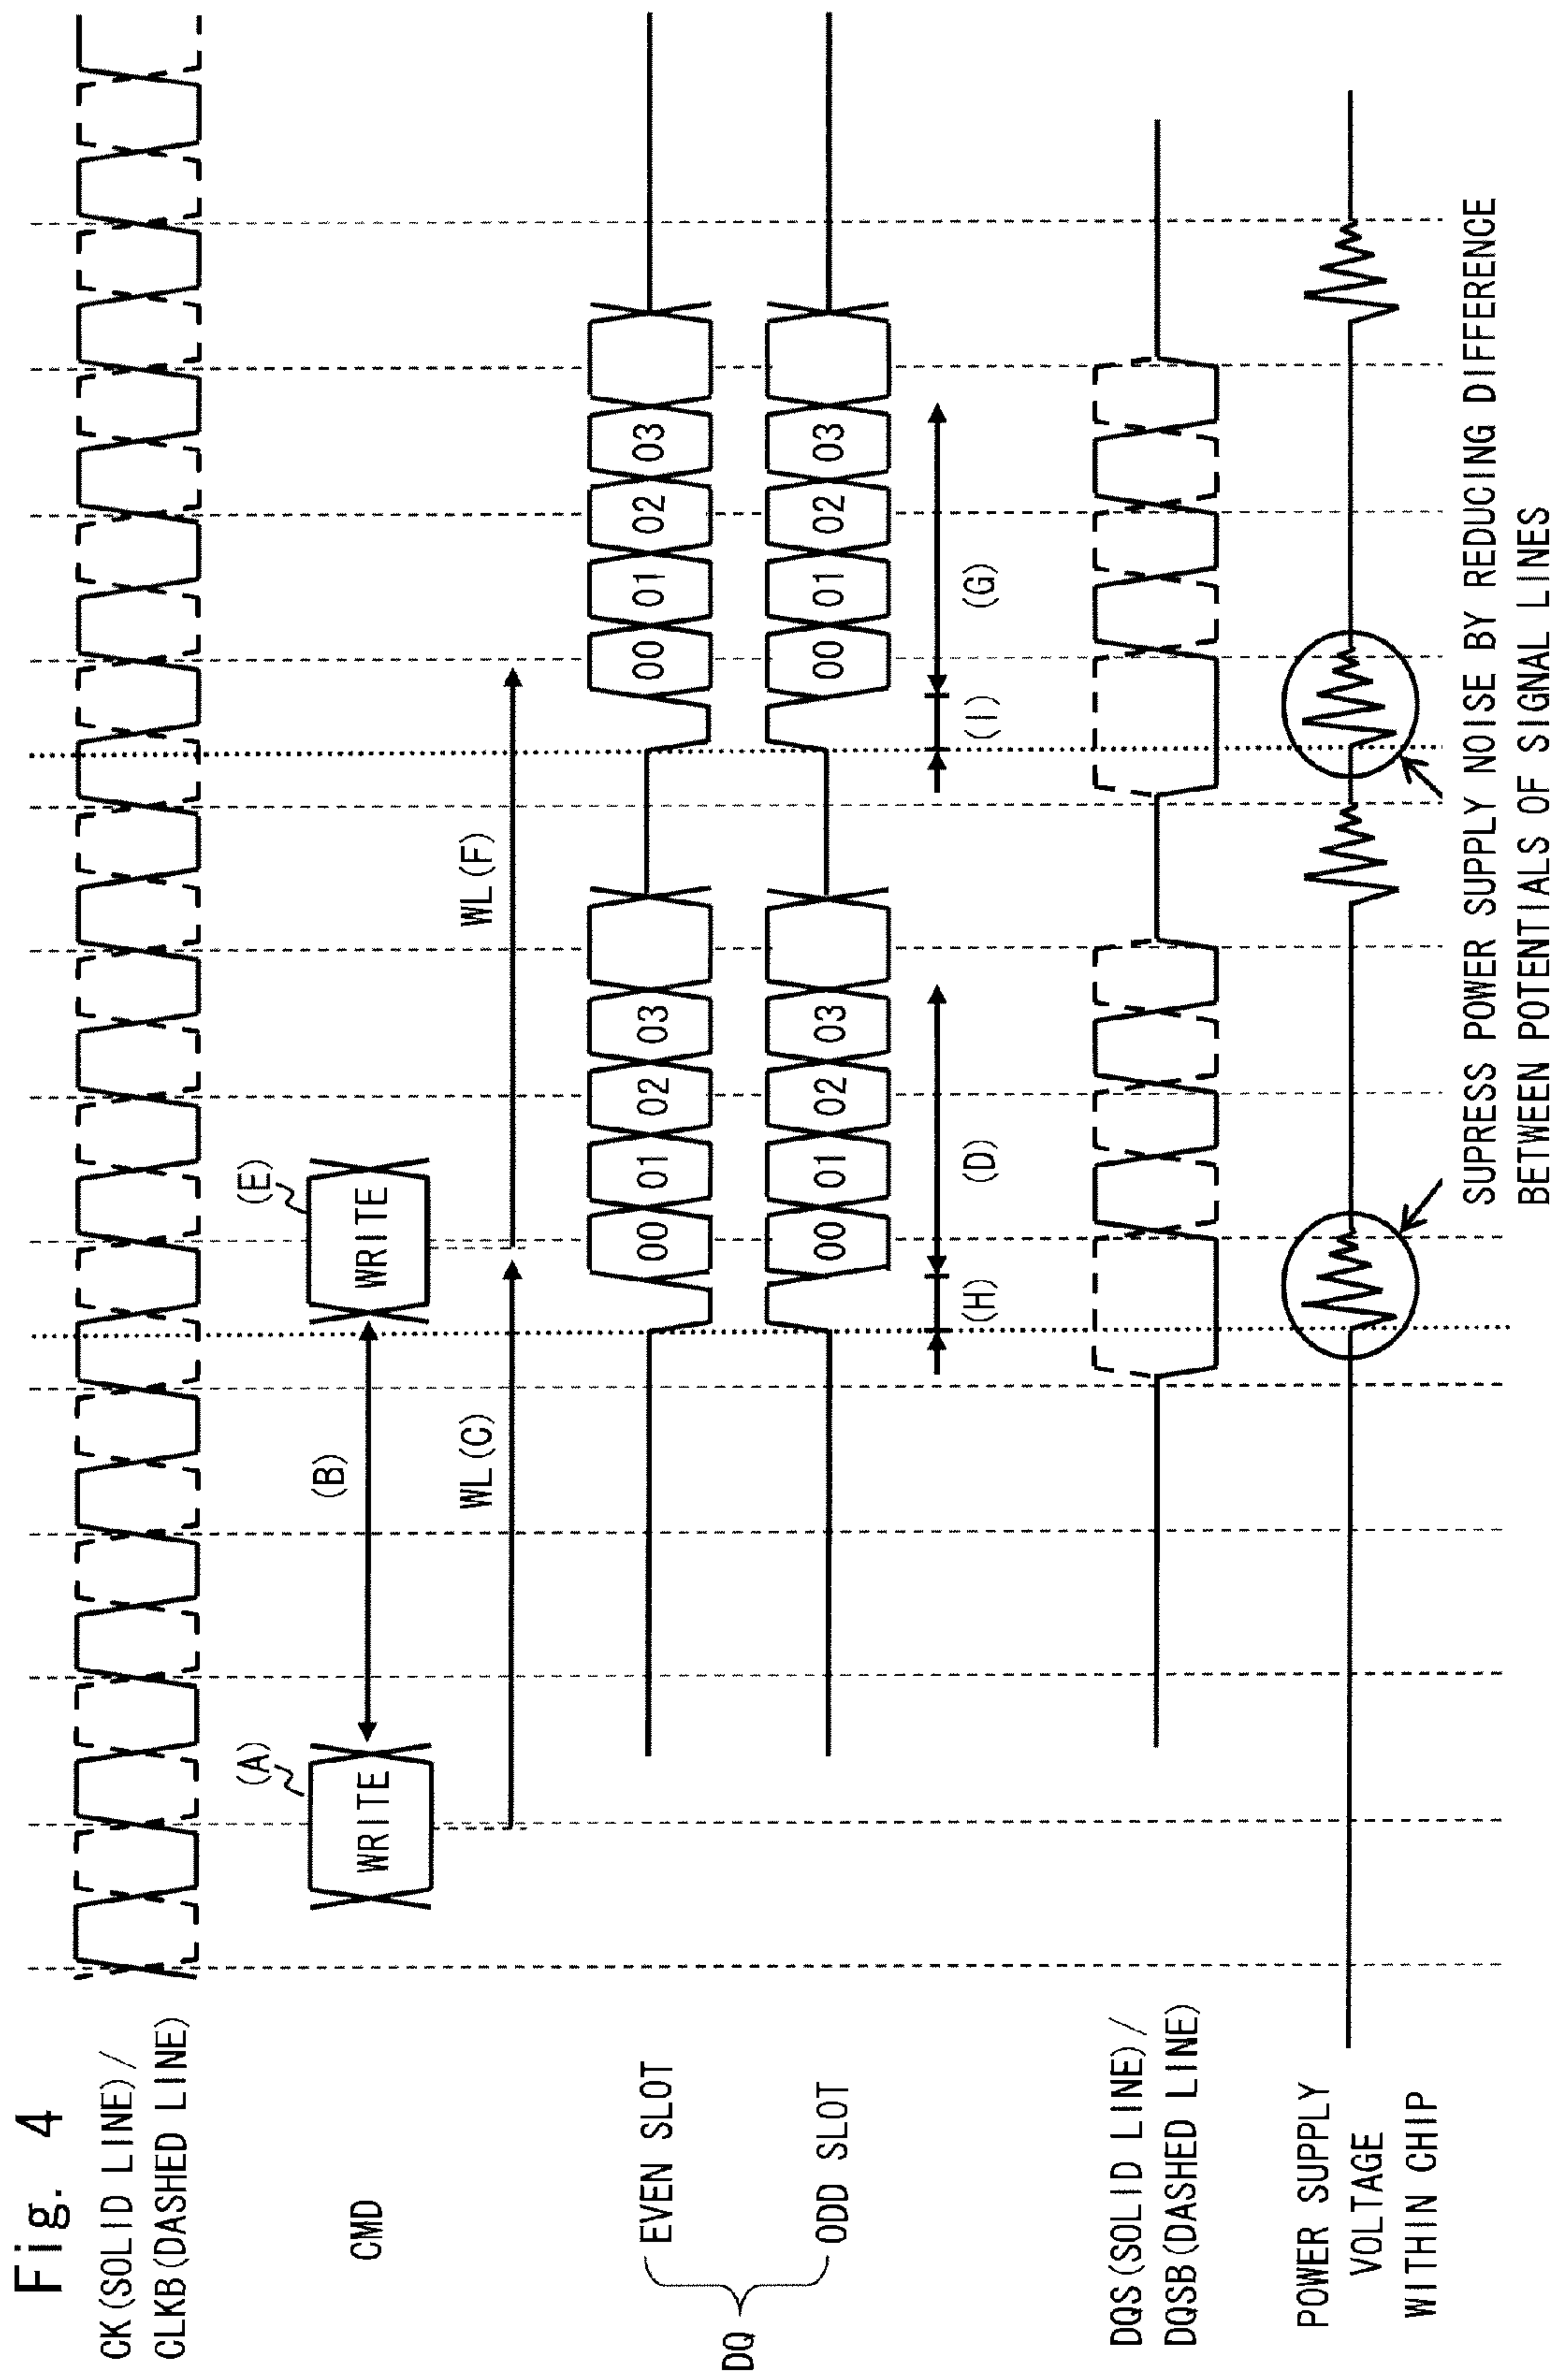 Fig. 4
CK(SOLID LINE)/
CLKB(DASHED LINE)
CMD
(A)
WRITE
(B)
(E)
WRITE
WL(C)
WL(F)
DQ
EVEN SLOT
00 01 02 03
00 01 02 03
ODD SLOT
00 01 02 03
00 01 02 03
(H)
(D)
(I)
(G)
DQS(SOLID LINE)/
DQSB(DASHED LINE)
POWER SUPPLY
VOLTAGE
WITHIN CHIP
SUPRESS POWER SUPPLY NOISE BY REDUCING DIFFERENCE
BETWEEN POTENTIALS OF SIGNAL LINES